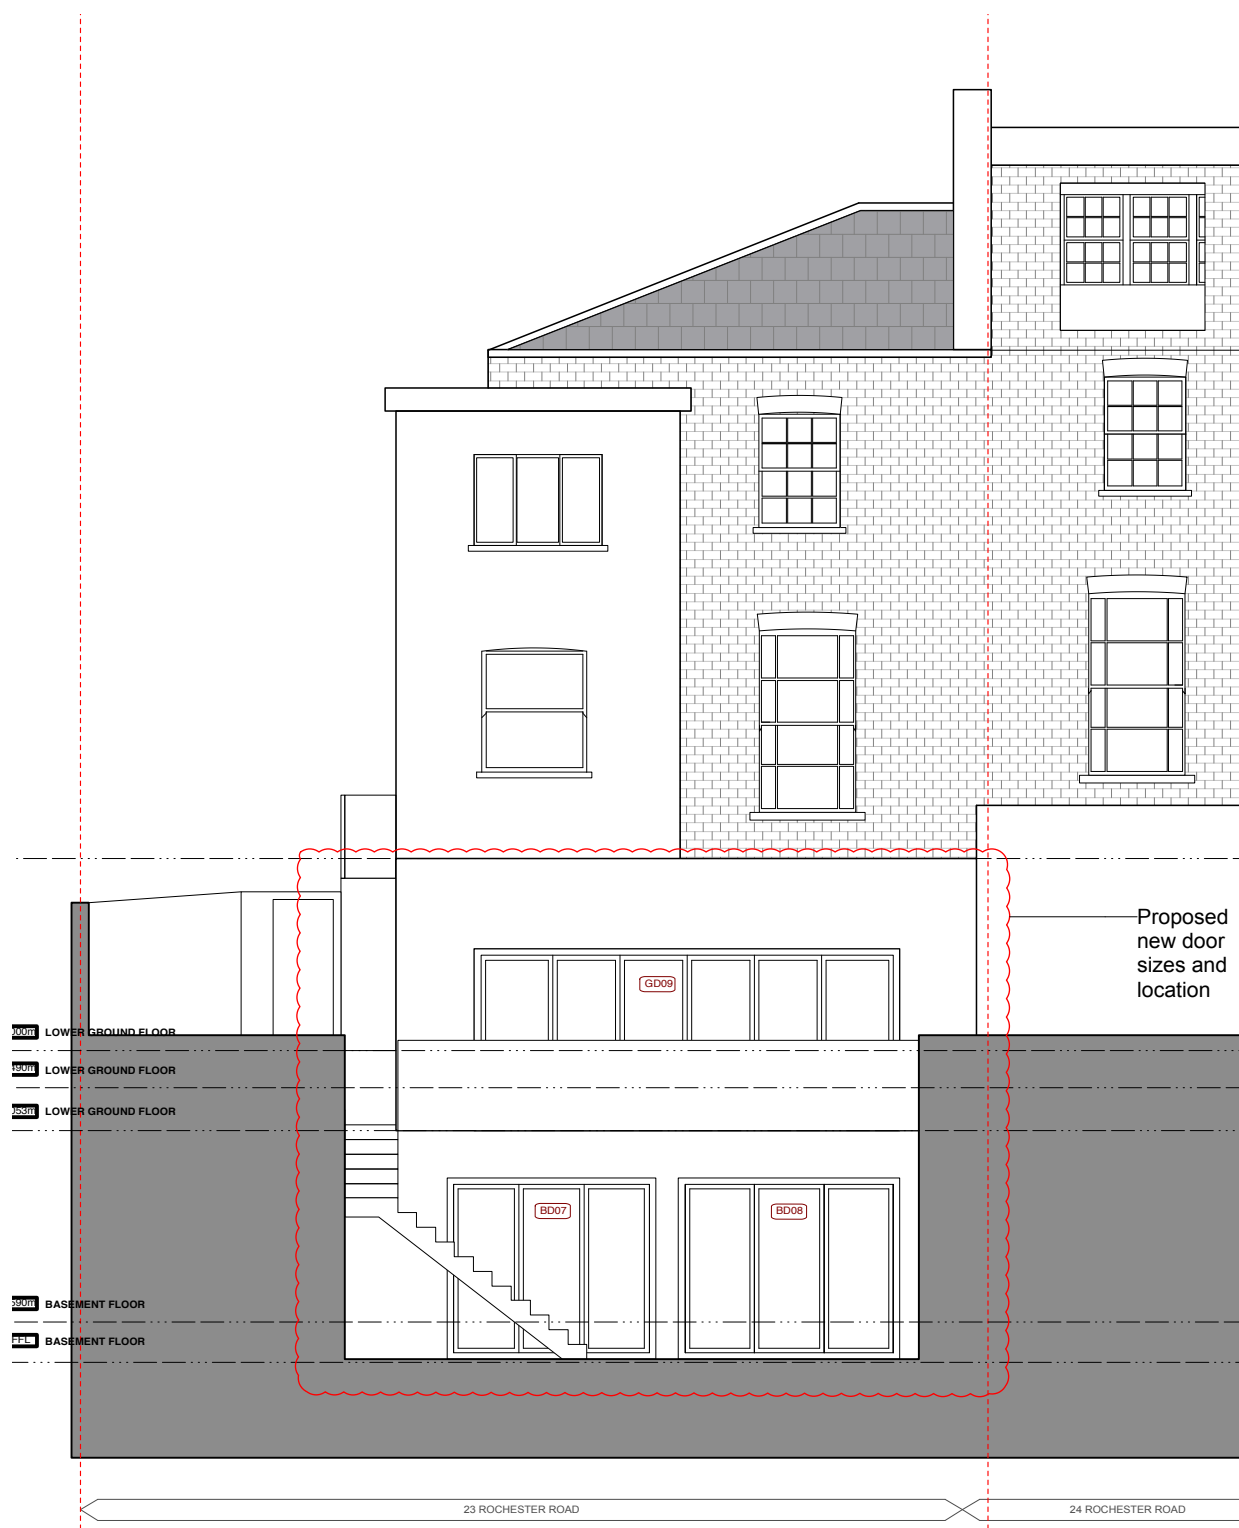 Proposed
new door
sizes and
location
GD09
LOWER GROUND FLOOR
LOWER GROUND FLOOR
LOWER GROUND FLOOR
BD07
BD08
BASEMENT FLOOR
FFL BASEMENT FLOOR
23 ROCHESTER ROAD
24 ROCHESTER ROAD